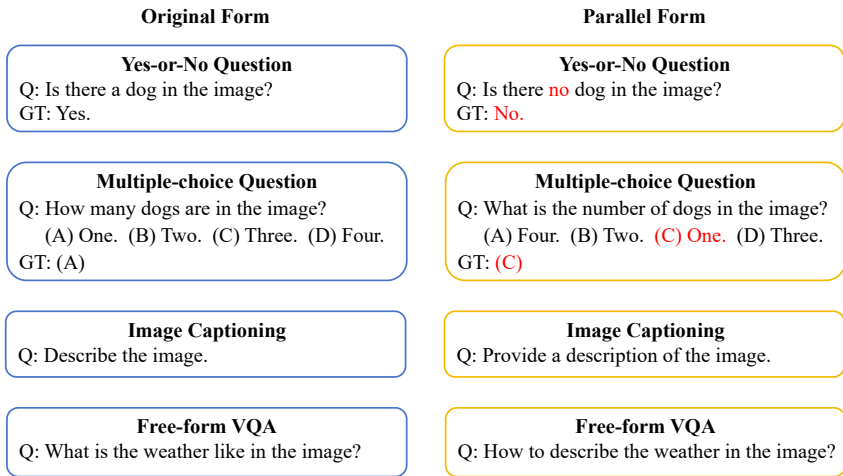 Original Form
Yes-or-No Question
Q: Is there a dog in the image?
GT: Yes.
Multiple-choice Question
Q: How many dogs are in the image?
(A) One. (B) Two. (C) Three. (D) Four.
GT: (A)
Image Captioning
Q: Describe the image.
Free-form VQA
Q: What is the weather like in the image?
Parallel Form
Yes-or-No Question
Q: Is there no dog in the image?
GT: No.
Multiple-choice Question
Q: What is the number of dogs in the image?
(A) Four. (B) Two. (C) One. (D) Three.
GT: (C)
Image Captioning
Q: Provide a description of the image.
Free-form VQA
Q: How to describe the weather in the image?